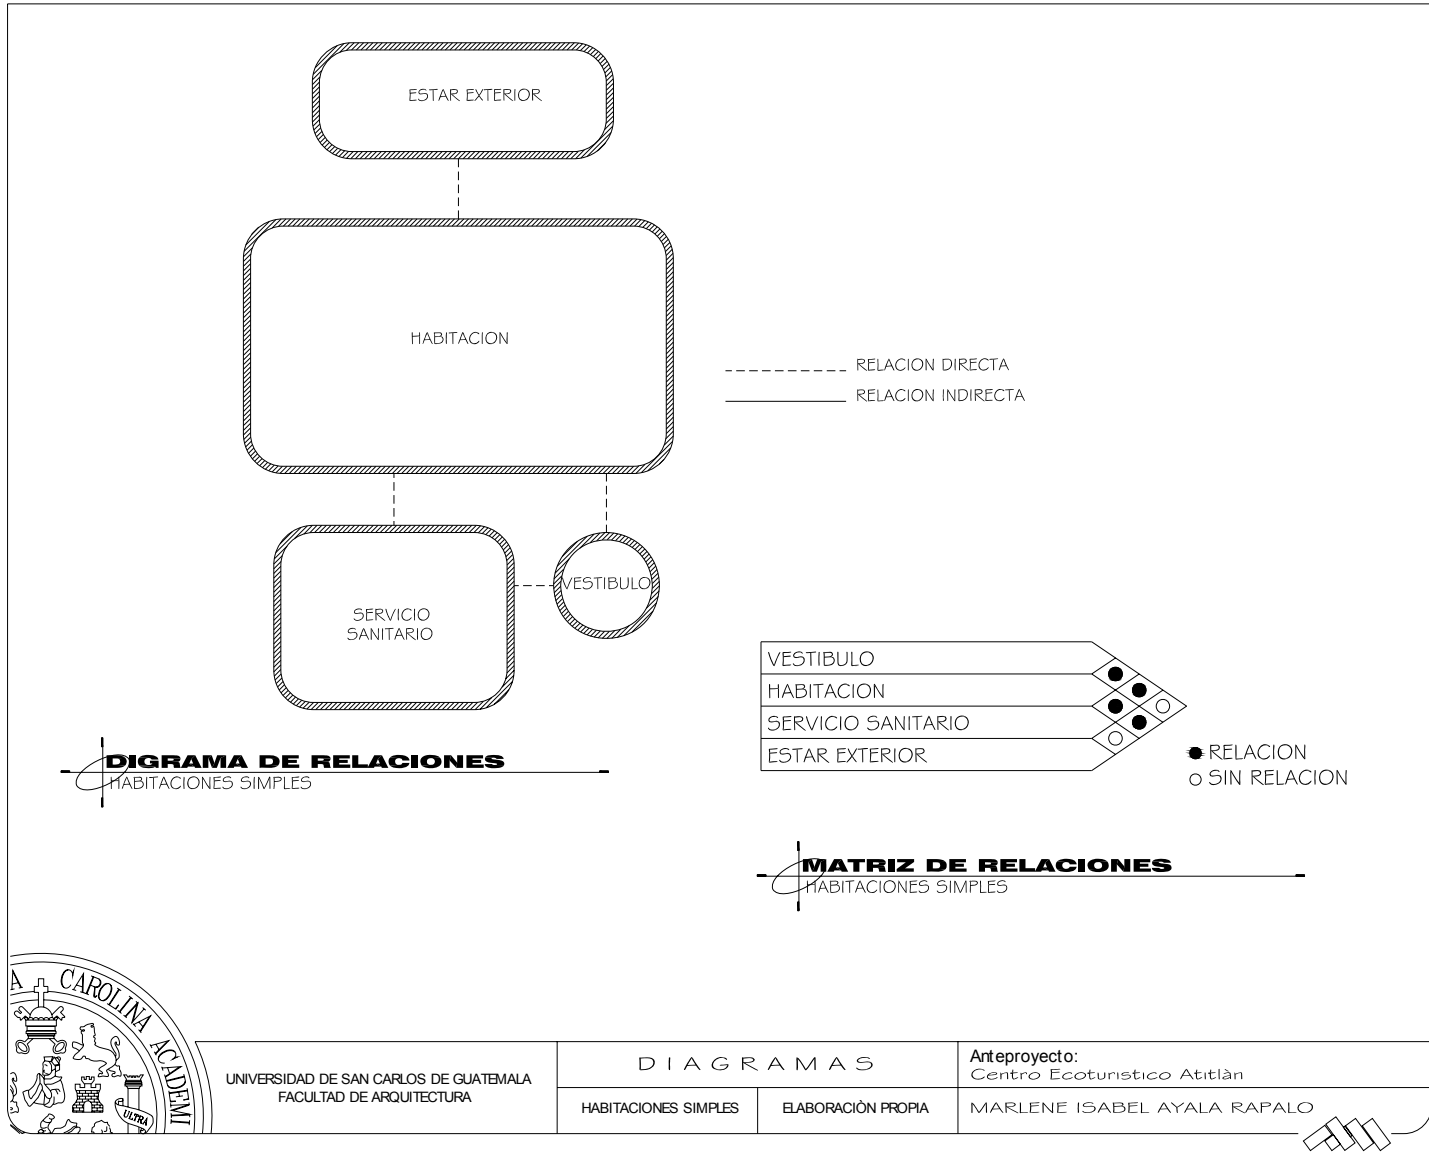 ESTAR EXTERIOR
HABITACION
RELACION DIRECTA
RELACION INDIRECTA
SERVICIO
SANITARIO
VESTIBULO
VESTIBULO
HABITACION
SERVICIO SANITARIO
ESTAR EXTERIOR
RELACION
SIN RELACION
DIGRAMA DE RELACIONES
HABITACIONES SIMPLES
MATRIZ DE RELACIONES
HABITACIONES SIMPLES
A CAROLINA ACADEMI
ULTRA
UNIVERSIDAD DE SAN CARLOS DE GUATEMALA
FACULTAD DE ARQUITECTURA
DIAGRAMAS
HABITACIONES SIMPLES
ELABORACIÒN PROPIA
Anteproyecto:
Centro Ecoturistico Atitlàn
MARLENE ISABEL AYALA RAPALO